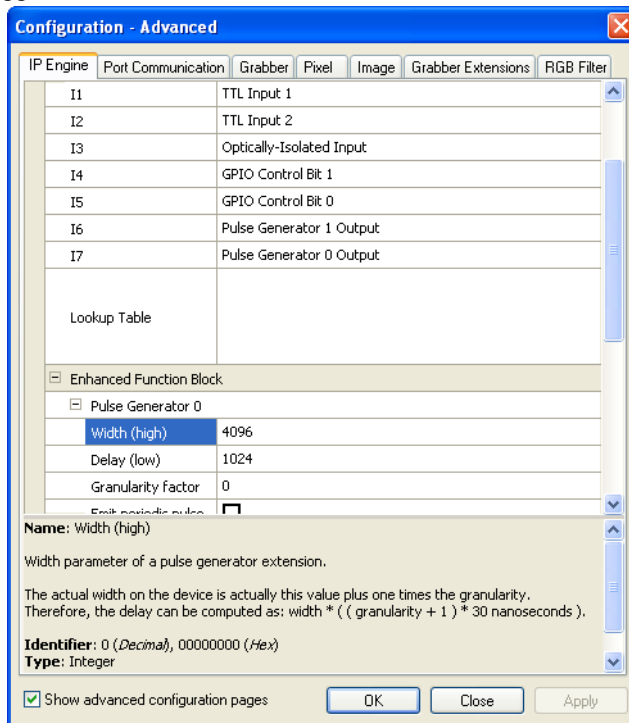 Configuration - Advanced
IP Engine Port Communication Grabber Pixel Image Grabber Extensions RGB Filter
I1 TTL Input 1
I2 TTL Input 2
I3 Optically-Isolated Input
I4 GPIO Control Bit 1
I5 GPIO Control Bit 0
I6 Pulse Generator 1 Output
I7 Pulse Generator 0 Output
Lookup Table
Enhanced Function Block
Pulse Generator 0
Width (high) 4096
Delay (low) 1024
Granularity factor 0
Emit periodic pulse
Name: Width (high)
Width parameter of a pulse generator extension.
The actual width on the device is actually this value plus one times the granularity.
Therefore, the delay can be computed as: width * ( ( granularity + 1 ) * 30 nanoseconds ).
Identifier: 0 (Decimal), 00000000 (Hex)
Type: Integer
Show advanced configuration pages OK Close Apply